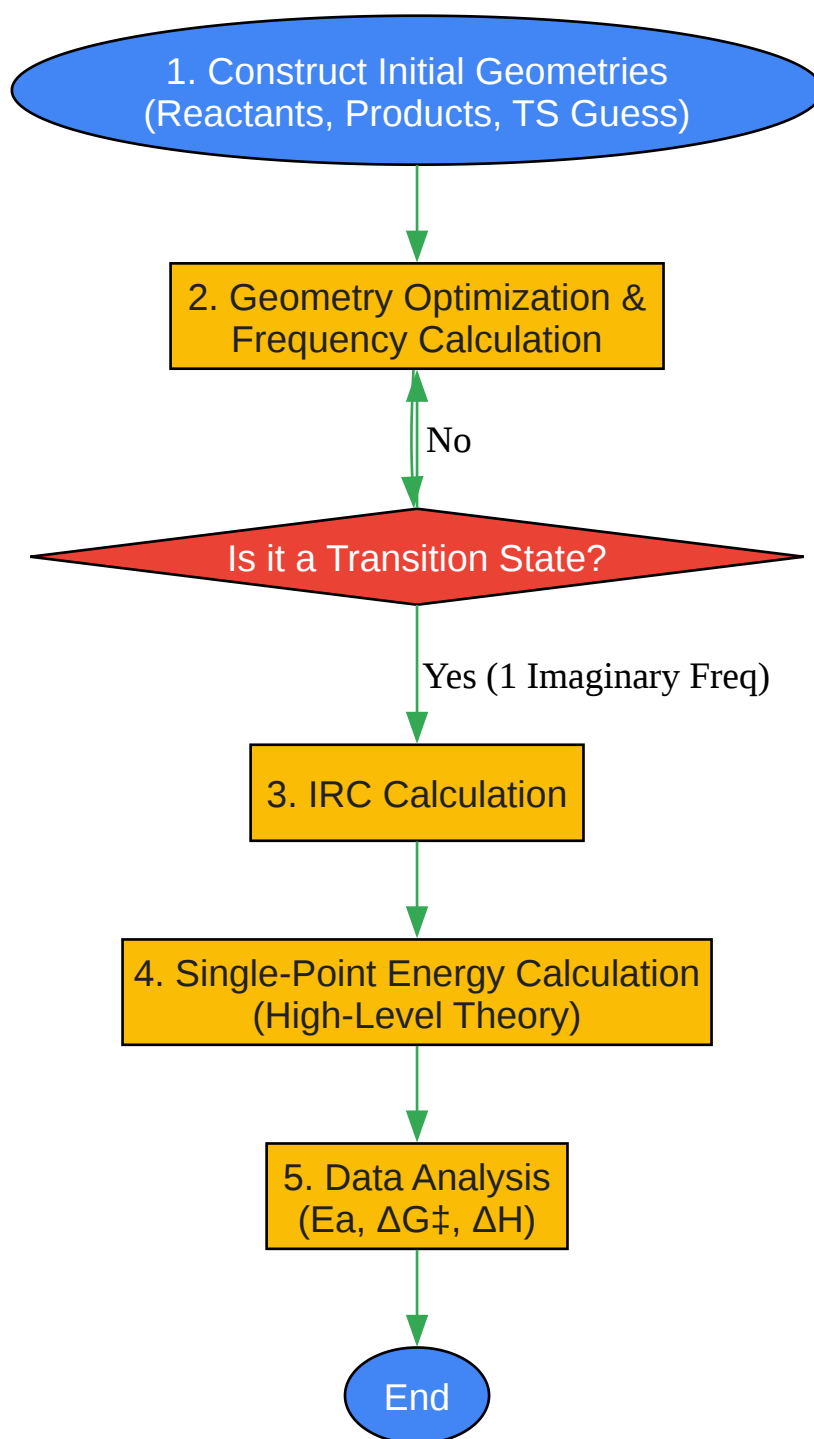 1. Construct Initial Geometries
(Reactants, Products, TS Guess)
2. Geometry Optimization &
Frequency Calculation
No
Is it a Transition State?
Yes (1 Imaginary Freq)
3. IRC Calculation
4. Single-Point Energy Calculation
(High-Level Theory)
5. Data Analysis
(Ea, ΔG‡, ΔH)
End